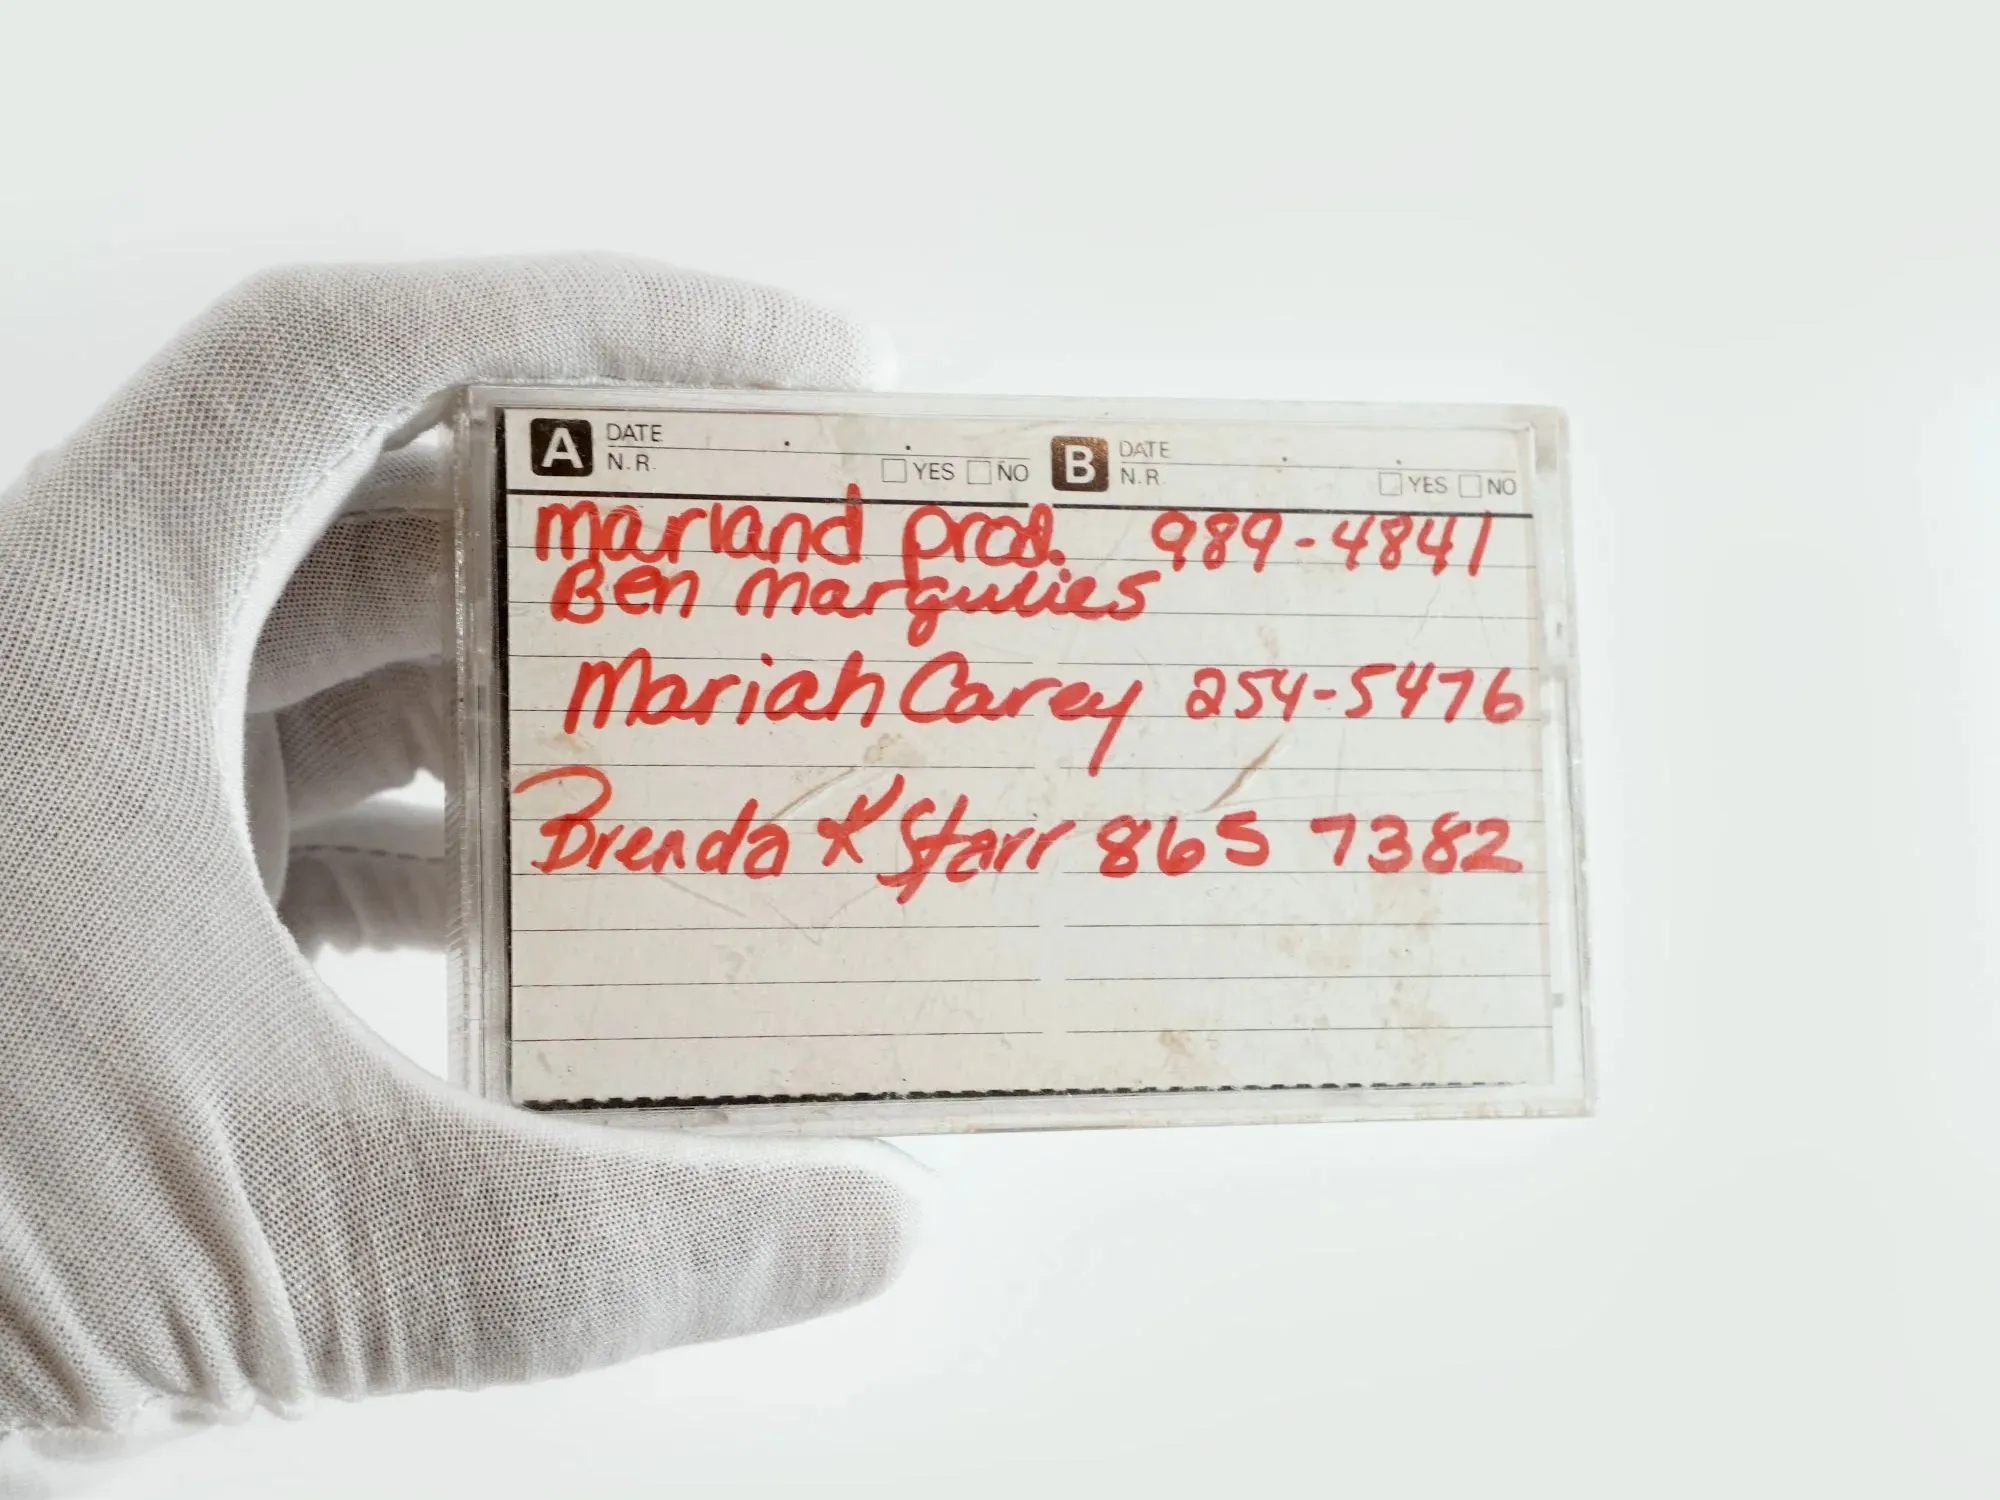 A DATE
N.R. YES NO
B DATE
N.R. YES NO
Marland prod. 989-4841
Ben Margulies
Mariah Carey 254-5476
Brenda K Starr 865 7382